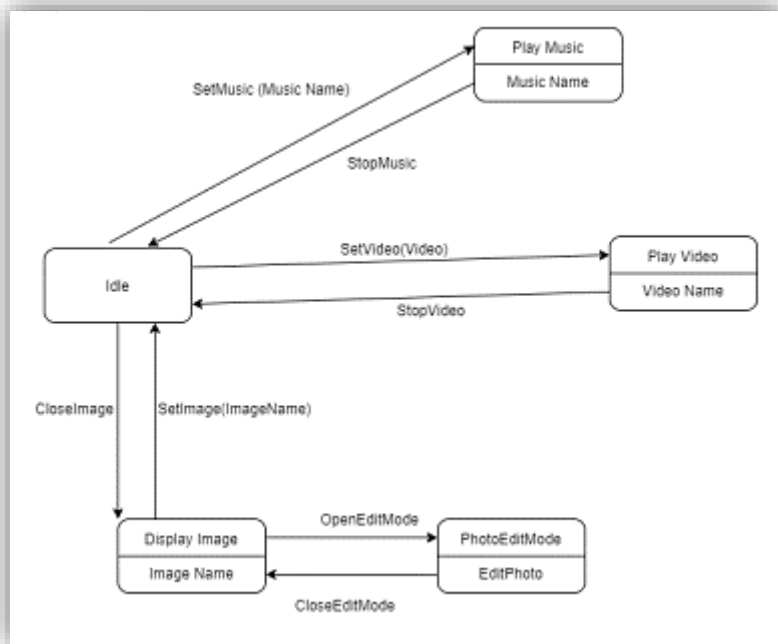 Play Music
Music Name
SetMusic (Music Name)
StopMusic
SetVideo(Video)
Play Video
Idle
Video Name
StopVideo
CloseImage
SetImage(ImageName)
OpenEditMode
Display Image
PhotoEditMode
Image Name
EditPhoto
CloseEditMode